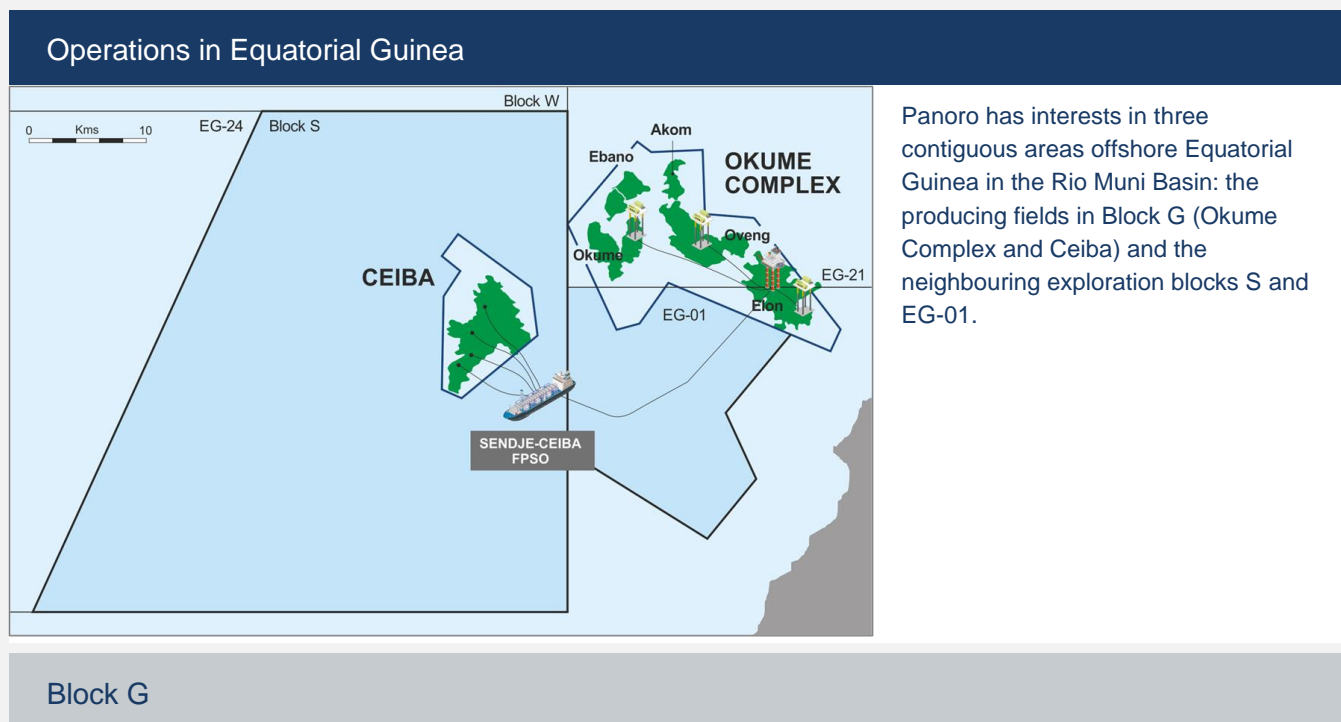 Operations in Equatorial Guinea
Block W
0 Kms 10
EG-24
Block S
Akom
Ebano
OKUME
COMPLEX
Oveng
Okume
EG-21
CEIBA
Elon
EG-01
SENDJE-CEIBA
FPSO
Panoro has interests in three
contiguous areas offshore Equatorial
Guinea in the Rio Muni Basin: the
producing fields in Block G (Okume
Complex and Ceiba) and the
neighbouring exploration blocks S and
EG-01.
Block G